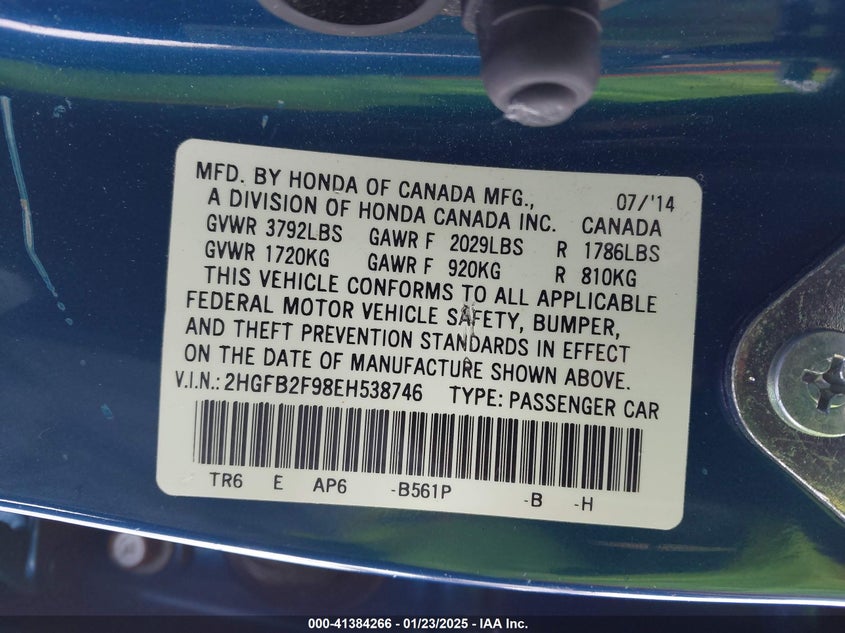 MFD. BY HONDA OF CANADA MFG., 07/'14
A DIVISION OF HONDA CANADA INC. CANADA
GVWR 3792LBS GAWR F 2029LBS R 1786LBS
GVWR 1720KG GAWR F 920KG R 810KG
THIS VEHICLE CONFORMS TO ALL APPLICABLE
FEDERAL MOTOR VEHICLE SAFETY, BUMPER,
AND THEFT PREVENTION STANDARDS IN EFFECT
ON THE DATE OF MANUFACTURE SHOWN ABOVE.
V.I.N.: 2HGFB2F98EH538746 TYPE: PASSENGER CAR
TR6 E AP6 -B561P -B -H
000-41384266 - 01/23/2025 - IAA Inc.